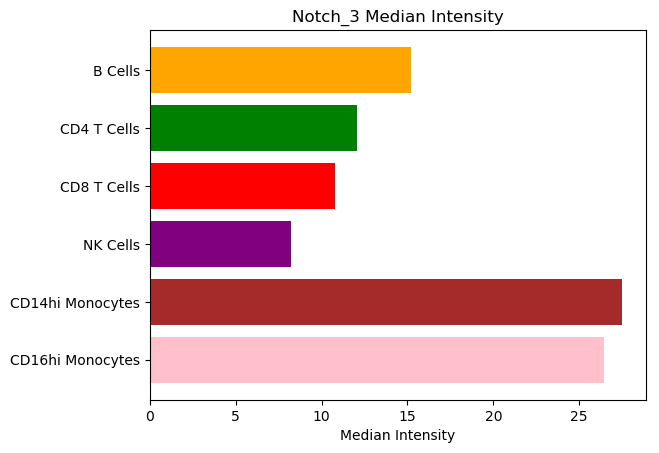 Notch_3 Median Intensity
B Cells
CD4 T Cells
CD8 T Cells
NK Cells
CD14hi Monocytes
CD16hi Monocytes
0 5 10 15 20 25
Median Intensity